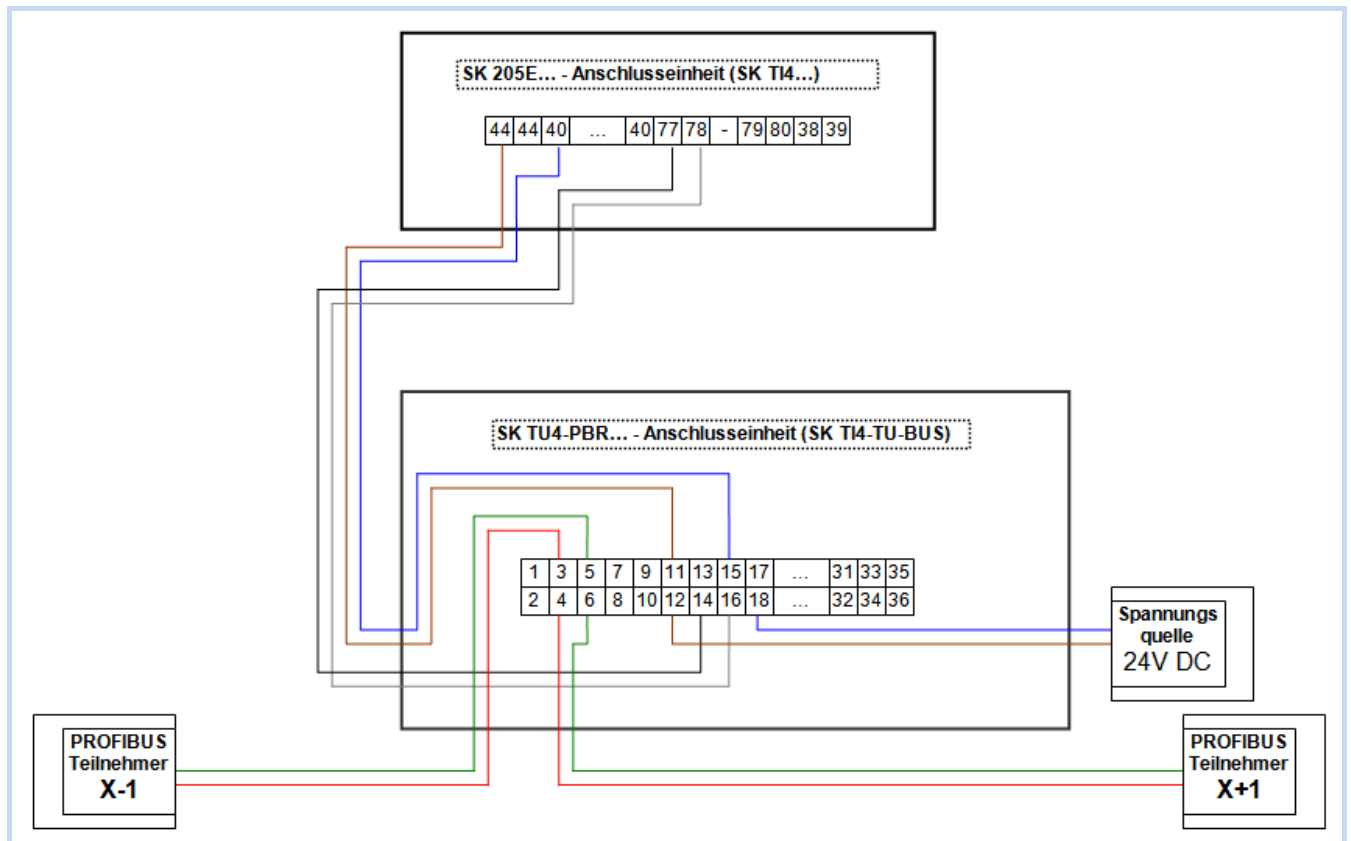 SK 205E... - Anschlusseinheit (SK TI4...)
44 44 40 ... 40 77 78 - 79 80 38 39
SK TU4-PBR... - Anschlusseinheit (SK TI4-TU-BUS)
1 3 5 7 9 11 13 15 17 ... 31 33 35
2 4 6 8 10 12 14 16 18 ... 32 34 36
Spannungs
quelle
24V DC
PROFIBUS
Teilnehmer
X-1
PROFIBUS
Teilnehmer
X+1